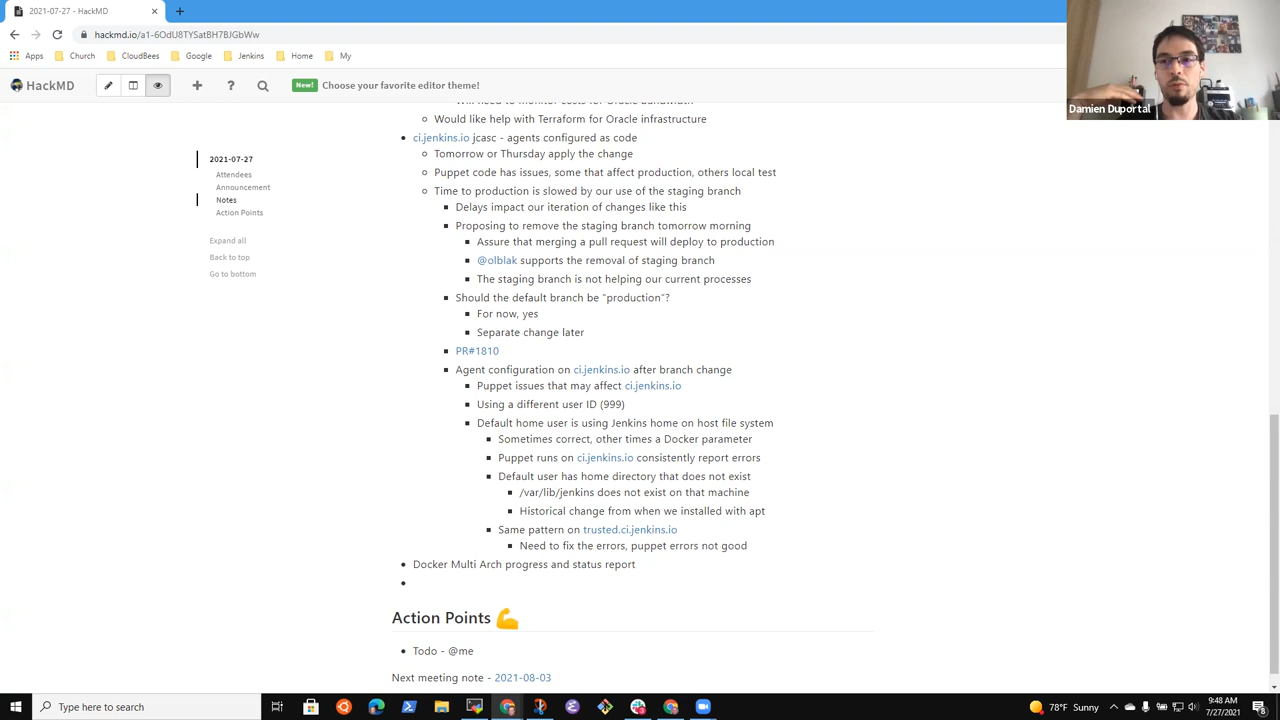 2021-07-27 - HackMD
hackmd.io/a1-6OdU8TYSatBH7BJGbWw
Apps Church CloudBees Google Jenkins Home My
HackMD New! Choose your favorite editor theme!
Damien Duportal
2021-07-27
Attendees
Announcement
Notes
Action Points
Expand all
Back to top
Go to bottom
Will need to monitor costs for Oracle bandwidth
Would like help with Terraform for Oracle infrastructure
ci.jenkins.io jcasc - agents configured as code
Tomorrow or Thursday apply the change
Puppet code has issues, some that affect production, others local test
Time to production is slowed by our use of the staging branch
Delays impact our iteration of changes like this
Proposing to remove the staging branch tomorrow morning
Assure that merging a pull request will deploy to production
@olblak supports the removal of staging branch
The staging branch is not helping our current processes
Should the default branch be "production"?
For now, yes
Separate change later
PR#1810
Agent configuration on ci.jenkins.io after branch change
Puppet issues that may affect ci.jenkins.io
Using a different user ID (999)
Default home user is using Jenkins home on host file system
Sometimes correct, other times a Docker parameter
Puppet runs on ci.jenkins.io consistently report errors
Default user has home directory that does not exist
/var/lib/jenkins does not exist on that machine
Historical change from when we installed with apt
Same pattern on trusted.ci.jenkins.io
Need to fix the errors, puppet errors not good
Docker Multi Arch progress and status report
Action Points 💪
Todo - @me
Next meeting note - 2021-08-03
Type here to search
78°F Sunny
9:48 AM
7/27/2021